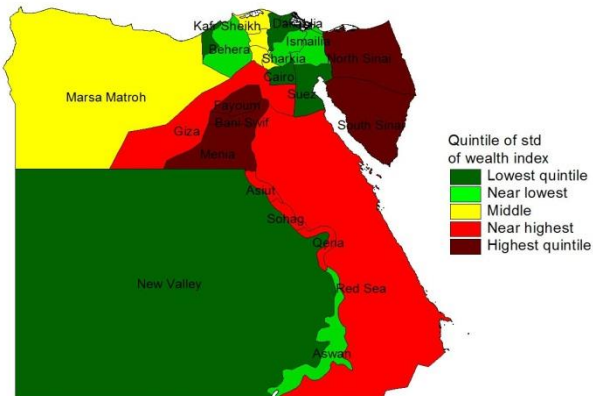 Kafr Sheikh
Behera
Ismailia
Sharkia
North Sinai
Cairo
Suez
Marsa Matroh
Fayoum
Bani Swif
Giza
Menia
South Sinai
Asiut
Sohag
Qena
New Valley
Red Sea
Aswan
Quintile of std
of wealth index
Lowest quintile
Near lowest
Middle
Near highest
Highest quintile